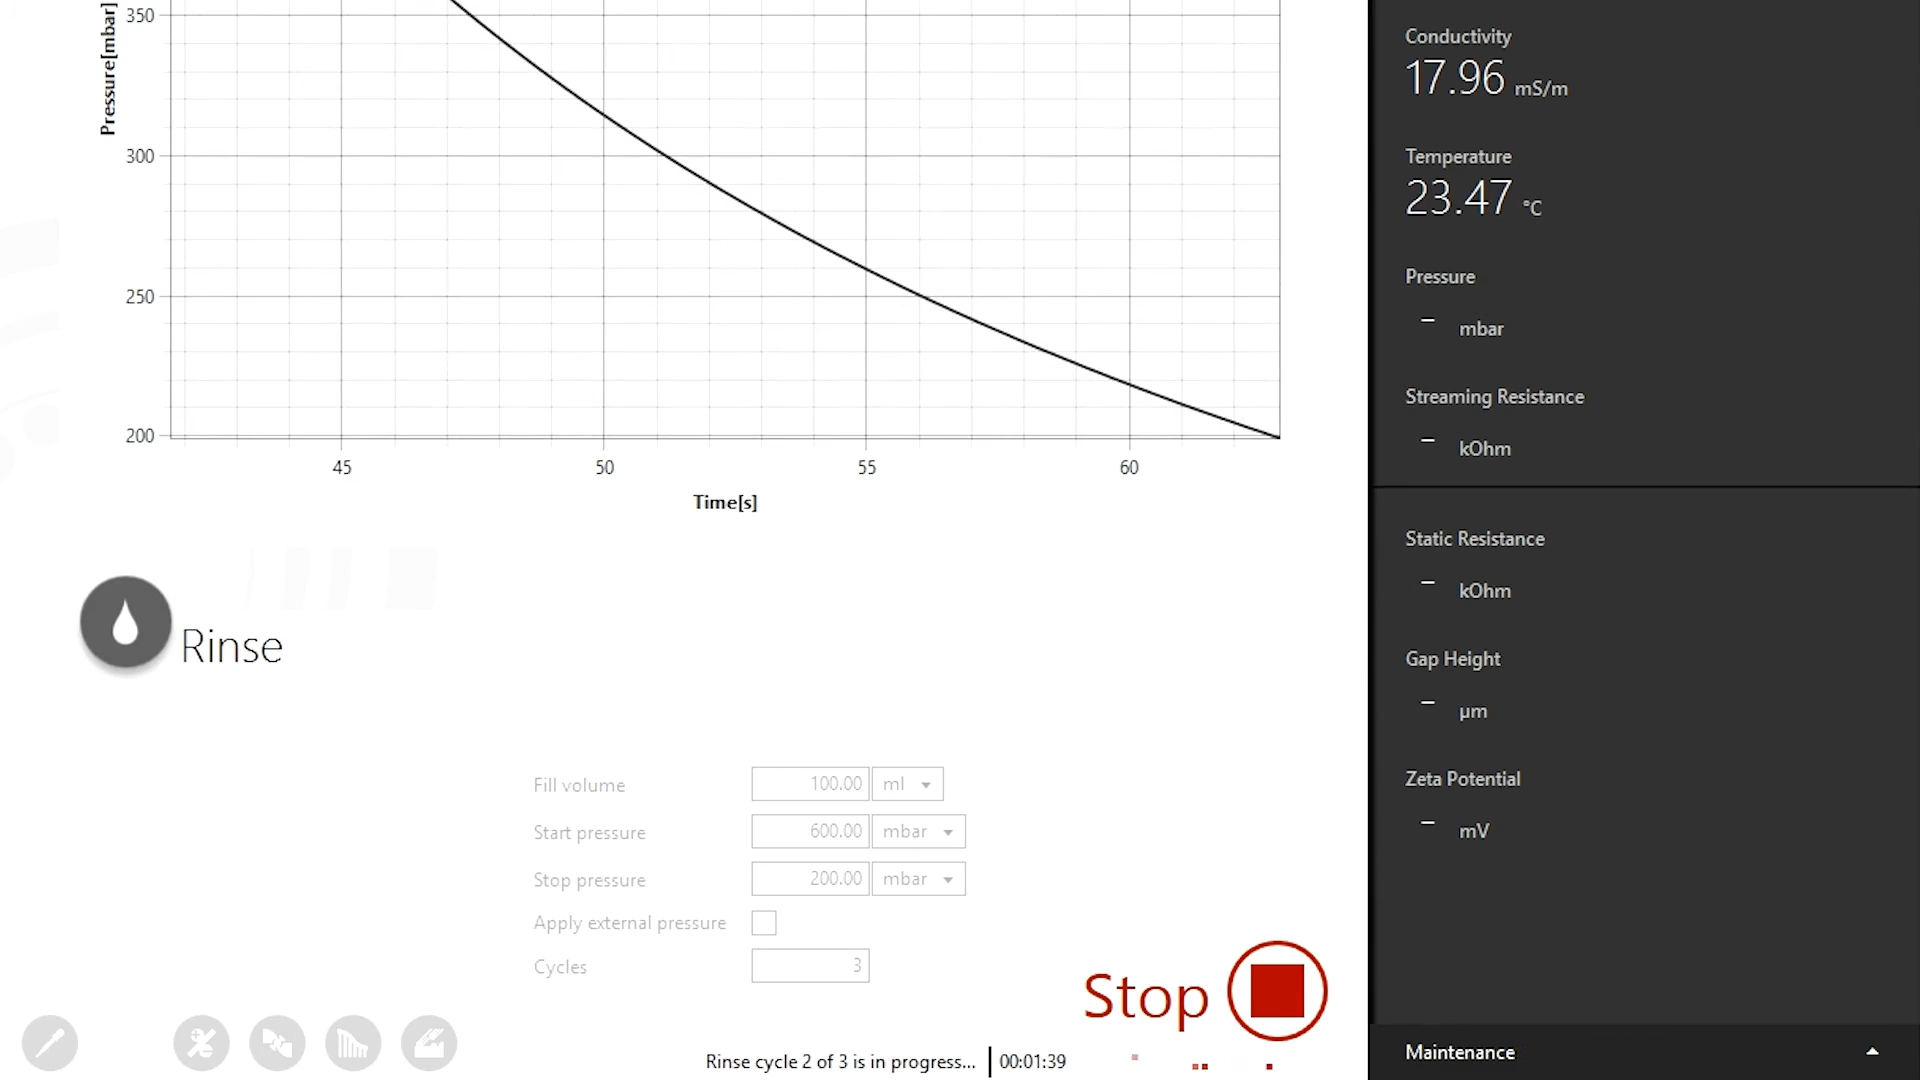 Pressure[mbar]
350
300
250
200
45 50 55 60
Time[s]
Rinse
Fill volume 100.00 ml
Start pressure 600.00 mbar
Stop pressure 200.00 mbar
Apply external pressure
Cycles 3
Stop
Rinse cycle 2 of 3 is in progress... 00:01:39
Conductivity
17.96 mS/m
Temperature
23.47 °C
Pressure
– mbar
Streaming Resistance
– kOhm
Static Resistance
– kOhm
Gap Height
– µm
Zeta Potential
– mV
Maintenance